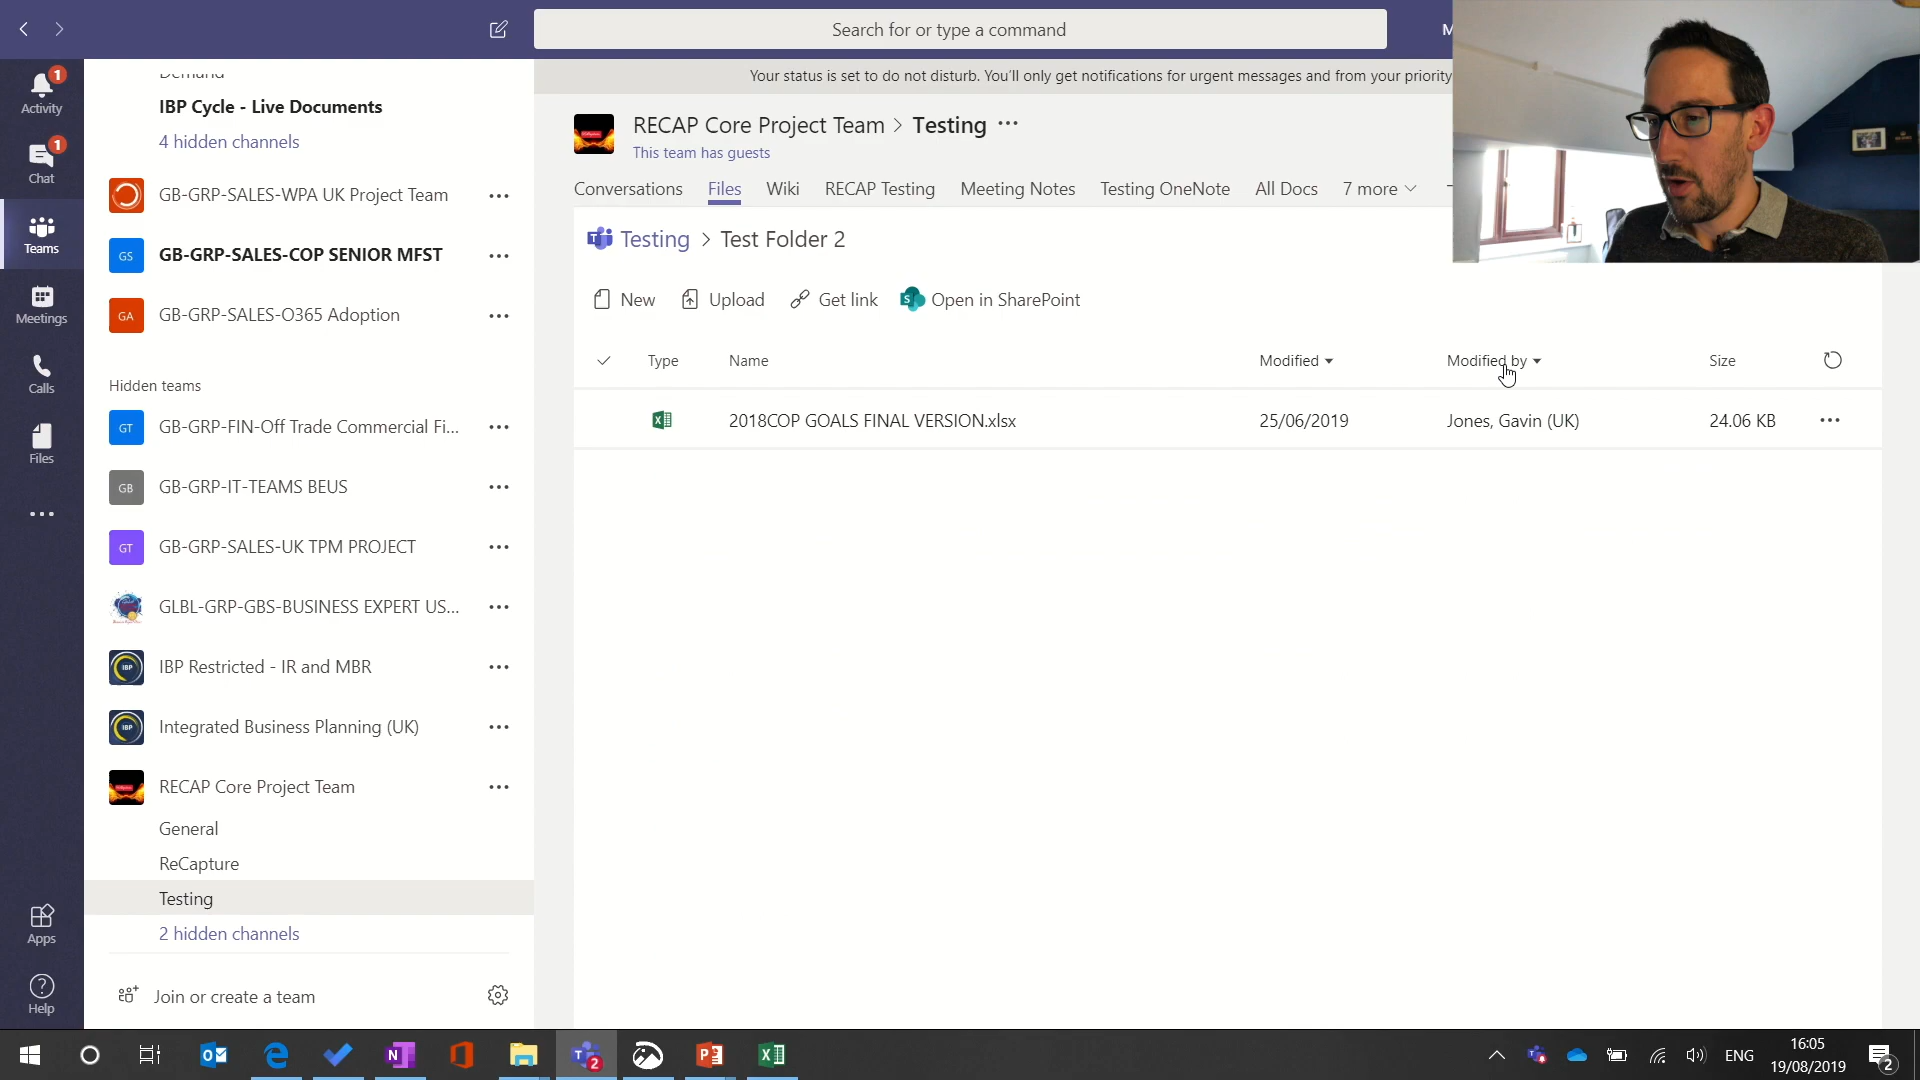 Search for or type a command
M
Your status is set to do not disturb. You'll only get notifications for urgent messages and from your priority
1
Activity
1
Chat
Teams
Meetings
Calls
Files
Apps
Help
Demand
IBP Cycle - Live Documents
4 hidden channels
GB-GRP-SALES-WPA UK Project Team
GS
GB-GRP-SALES-COP SENIOR MFST
GA
GB-GRP-SALES-O365 Adoption
Hidden teams
GT
GB-GRP-FIN-Off Trade Commercial Fi...
GB
GB-GRP-IT-TEAMS BEUS
GT
GB-GRP-SALES-UK TPM PROJECT
GLBL-GRP-GBS-BUSINESS EXPERT US...
IBP
IBP Restricted - IR and MBR
IBP
Integrated Business Planning (UK)
RECAP Core Project Team
General
ReCapture
Testing
2 hidden channels
Join or create a team
RECAP Core Project Team > Testing
This team has guests
Conversations Files Wiki RECAP Testing Meeting Notes Testing OneNote All Docs 7 more
Testing > Test Folder 2
New Upload Get link Open in SharePoint
Type Name Modified Modified by Size
2018COP GOALS FINAL VERSION.xlsx 25/06/2019 Jones, Gavin (UK) 24.06 KB
2
ENG
16:05
19/08/2019
2